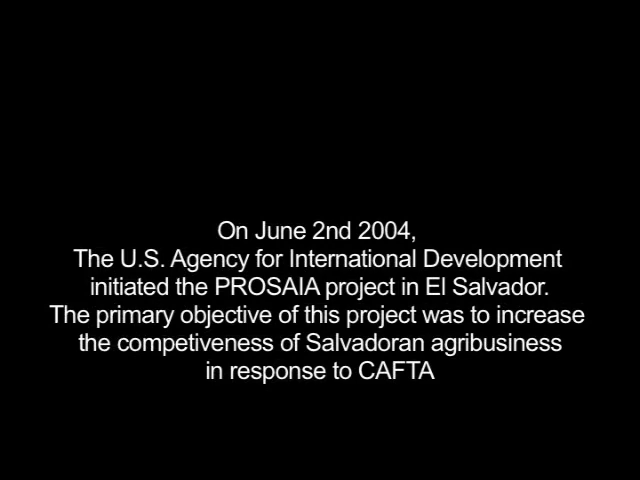 On June 2nd 2004,
The U.S. Agency for International Development
initiated the PROSAIA project in El Salvador.
The primary objective of this project was to increase
the competiveness of Salvadoran agribusiness
in response to CAFTA